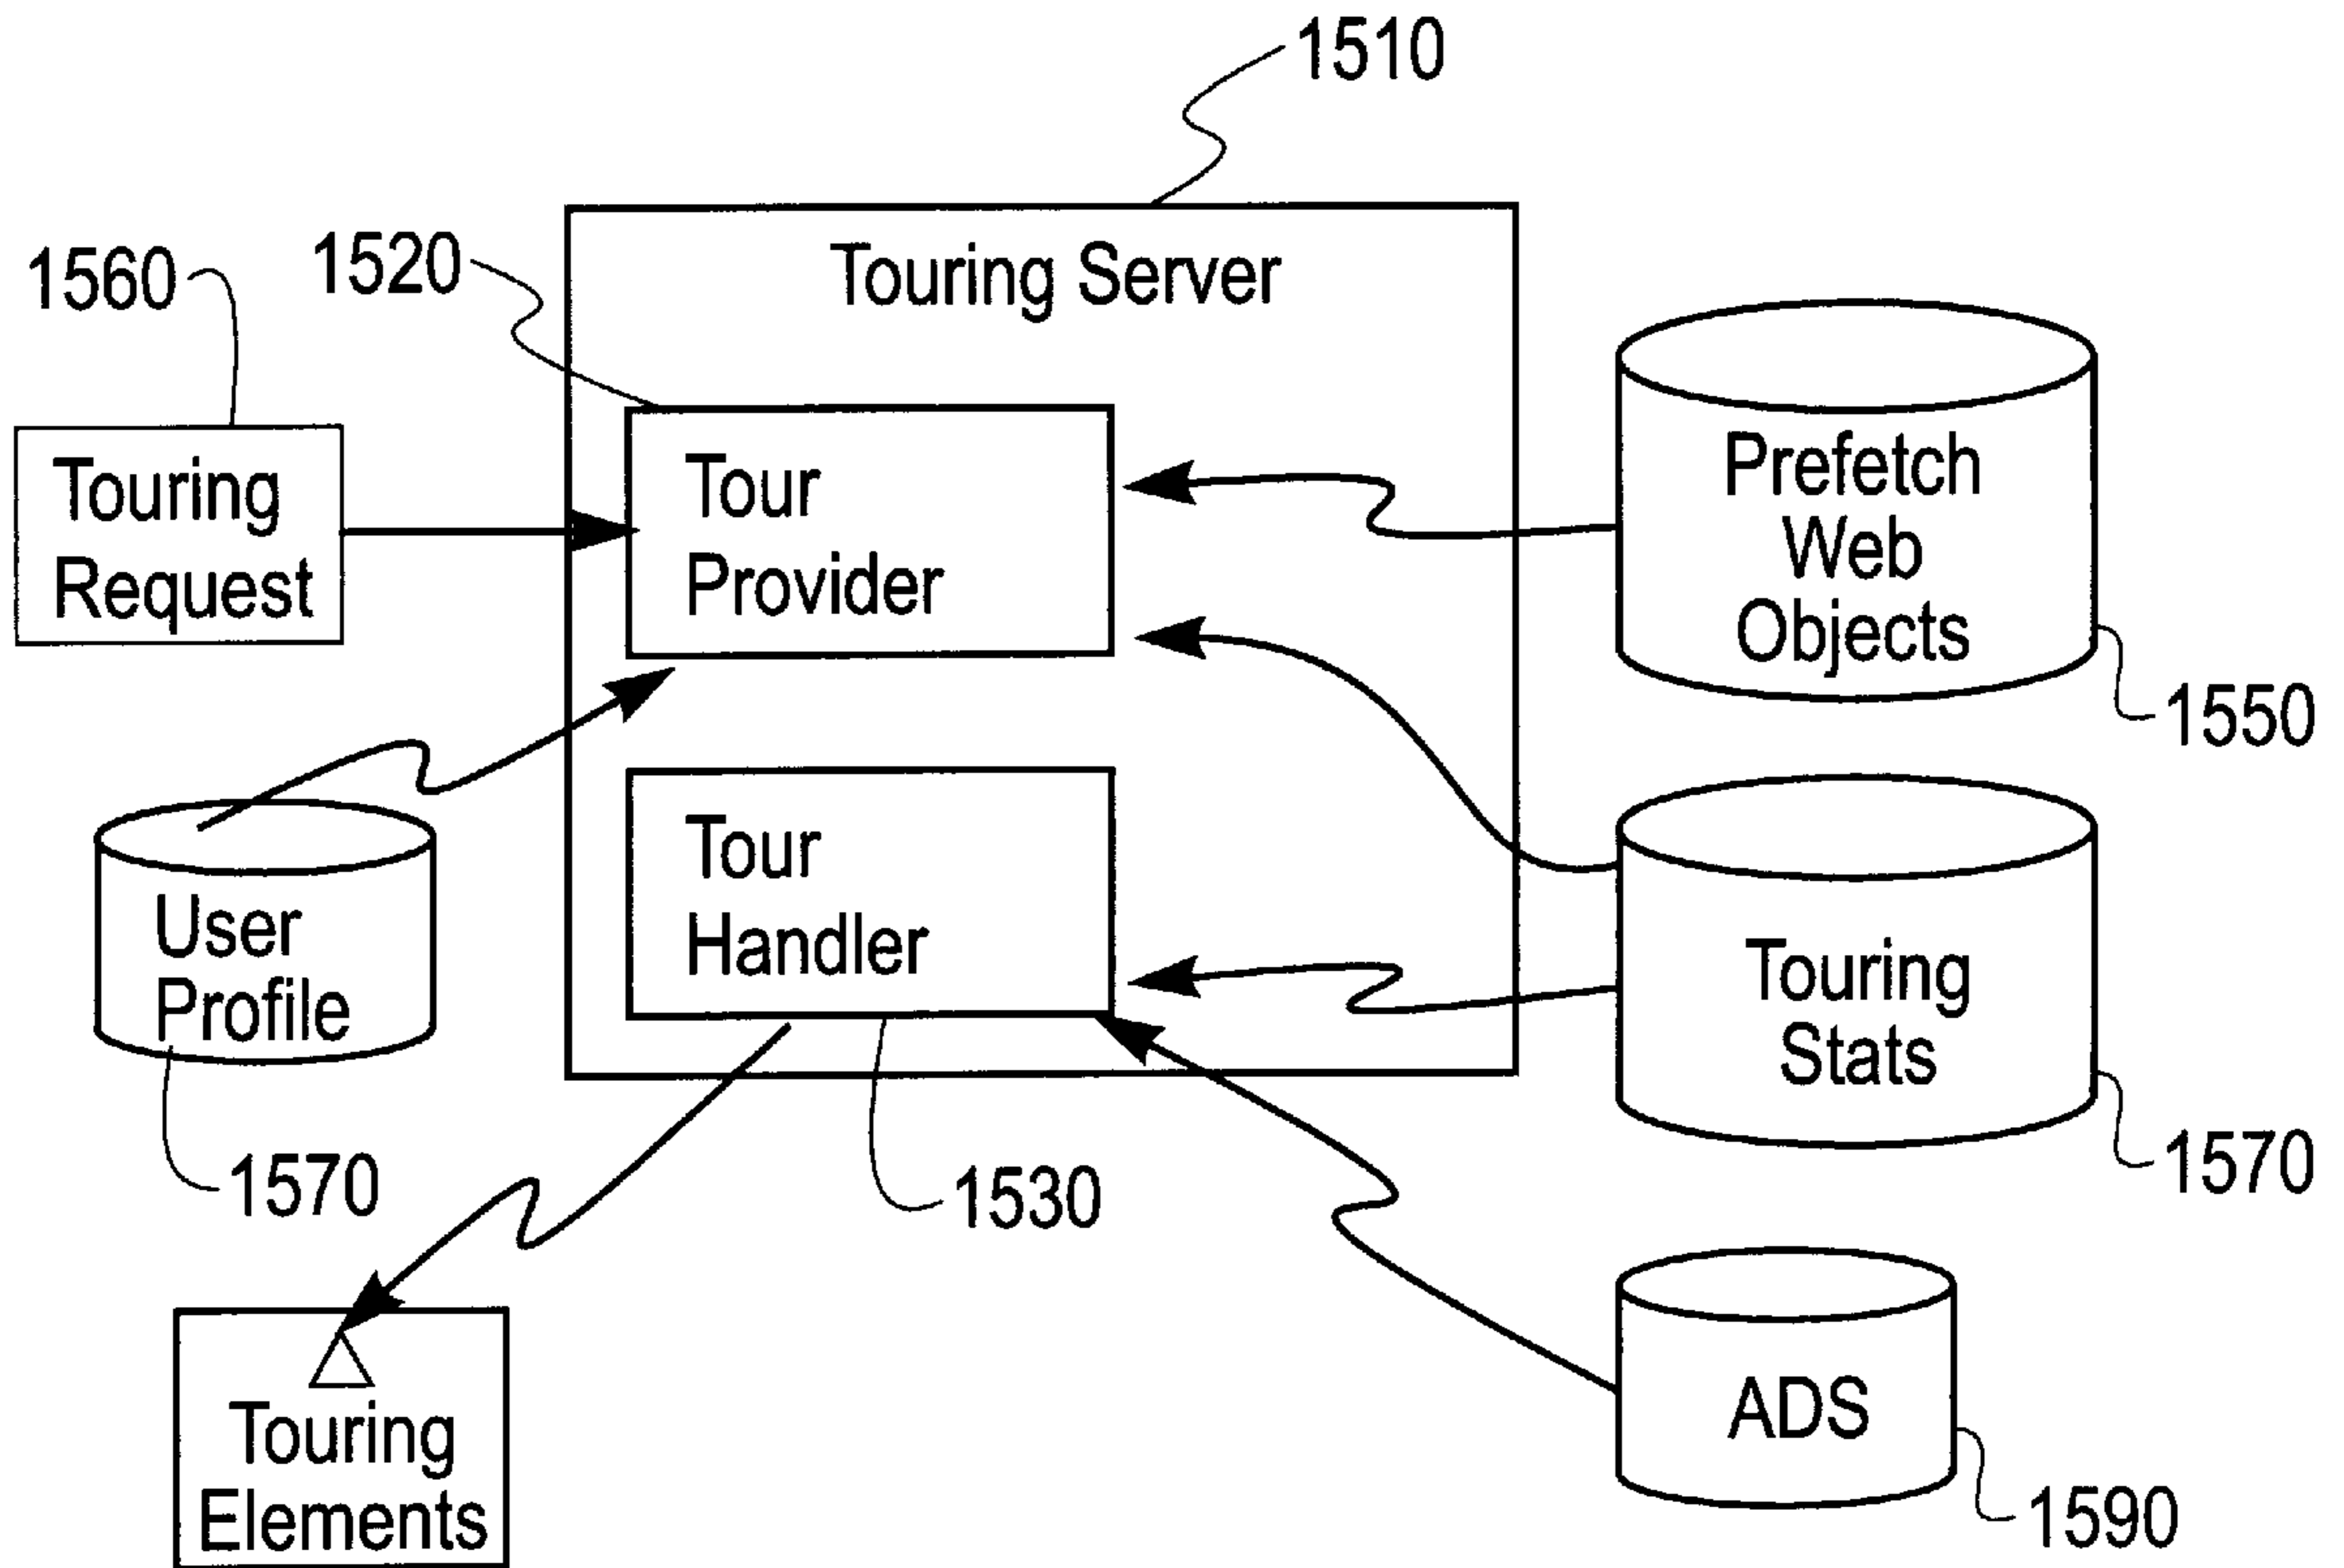 1510
1560
1520
Touring Server
Touring
Request
Tour
Provider
Prefetch
Web
Objects
1550
User
Profile
1570
Tour
Handler
1530
Touring
Stats
1570
Touring
Elements
ADS
1590